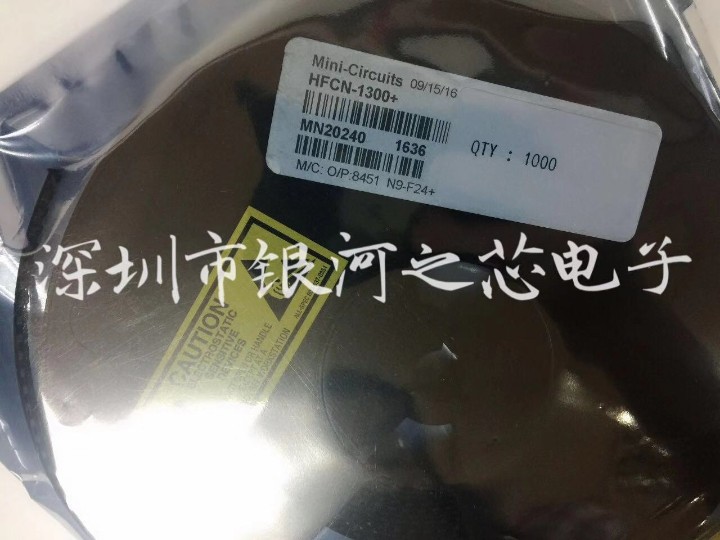 Mini-Circuits 09/15/16
HFCN-1300+
MN20240 1636
QTY : 1000
M/C: O/P:8451 N9-F24+
深圳市银河之芯电子
CAUTION